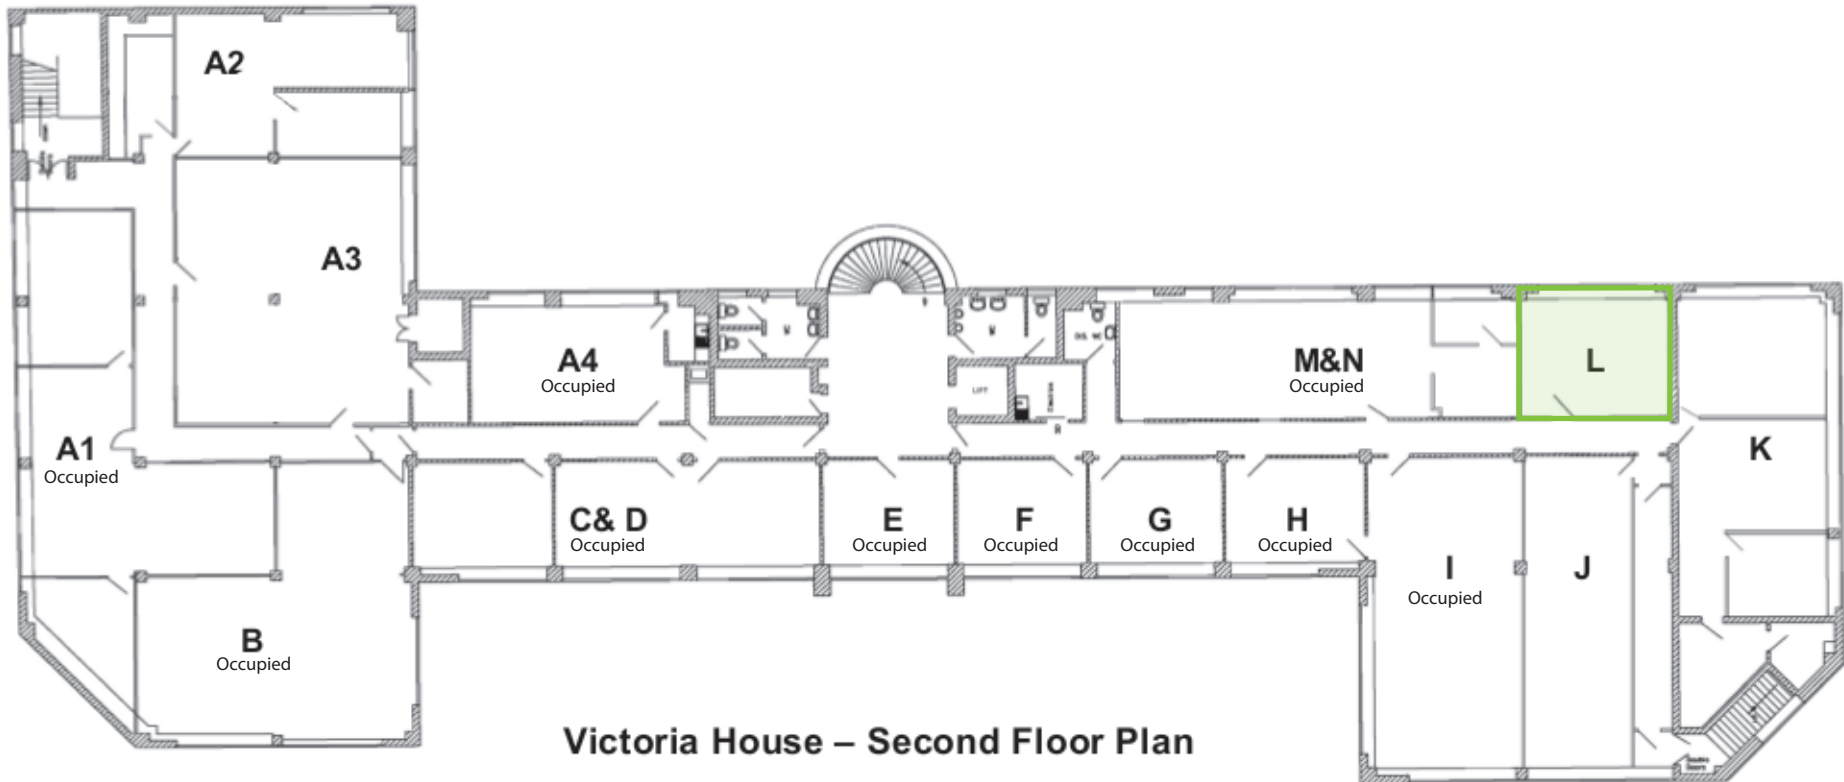 A2
A3
A4
Occupied
M&N
Occupied
L
LIFT
A1
Occupied
K
C& D
Occupied
E
Occupied
F
Occupied
G
Occupied
H
Occupied
I
Occupied
J
B
Occupied
Victoria House – Second Floor Plan